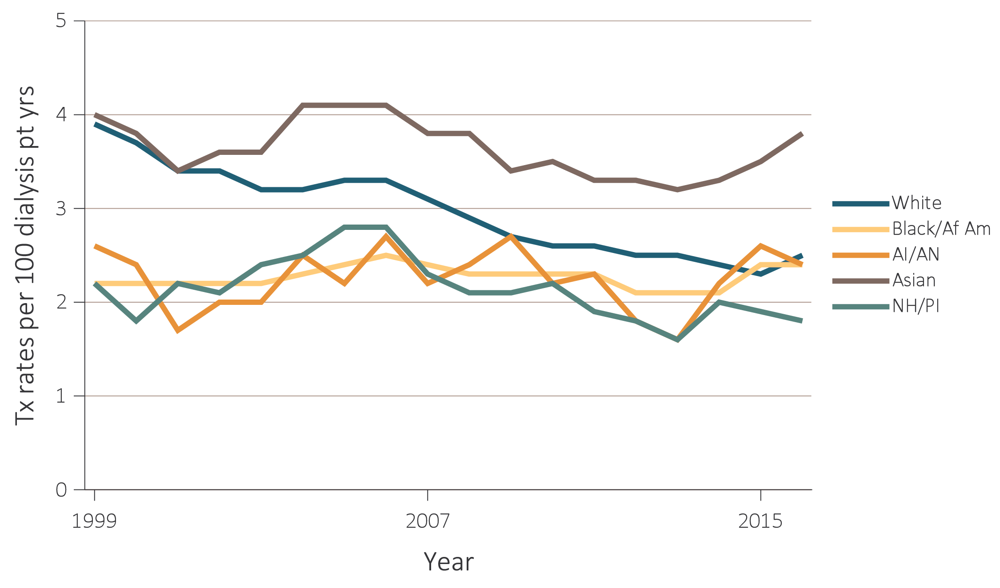 Tx rates per 100 dialysis pt yrs
5
4
3
2
1
0
1999 2007 2015
Year
White
Black/Af Am
AI/AN
Asian
NH/PI